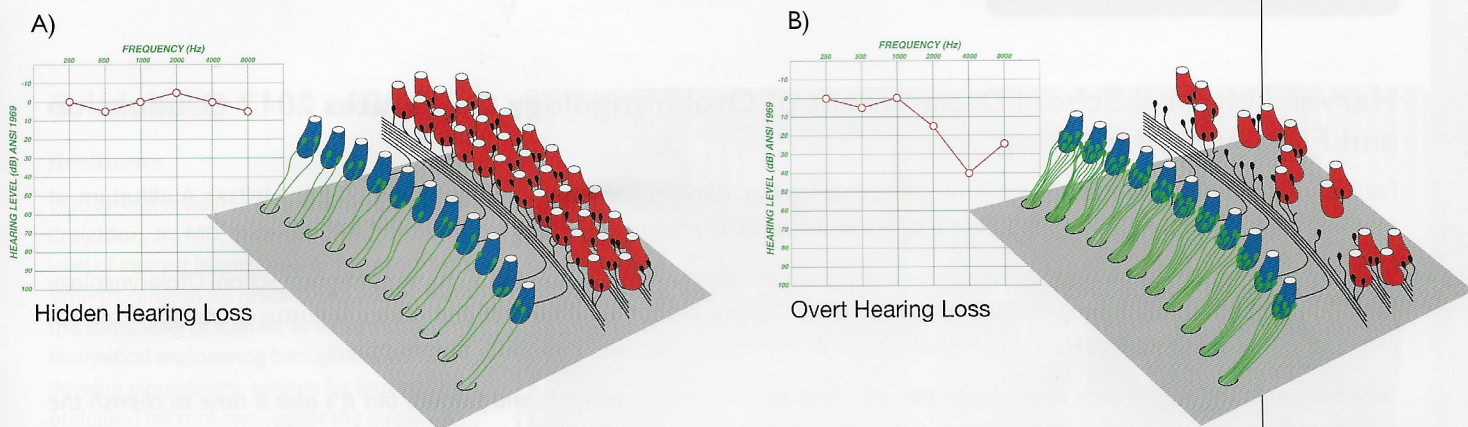 A)
FREQUENCY (Hz)
250 500 1000 2000 4000 8000
HEARING LEVEL (dB) ANSI 1969
-10
0
10
20
30
40
50
60
70
80
90
100
Hidden Hearing Loss
B)
FREQUENCY (Hz)
250 500 1000 2000 4000 8000
HEARING LEVEL (dB) ANSI 1969
-10
0
10
20
30
40
50
60
70
80
90
100
Overt Hearing Loss